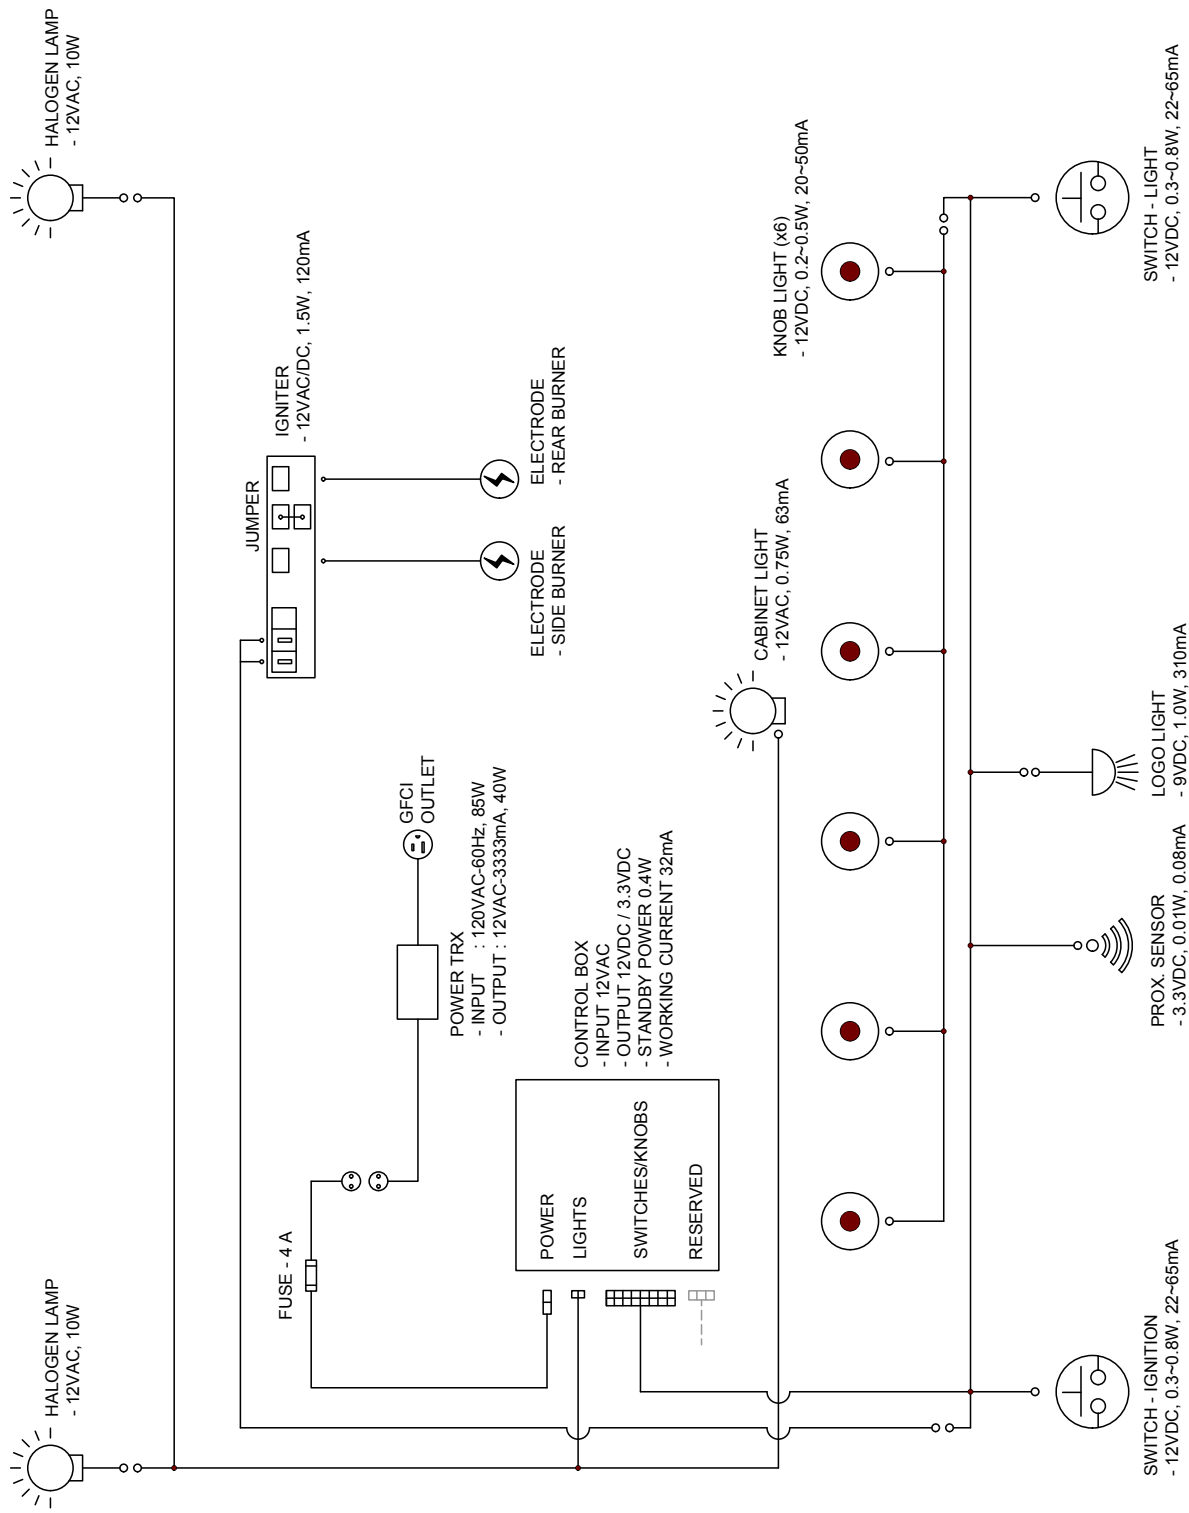 HALOGEN LAMP
- 12VAC, 10W
HALOGEN LAMP
- 12VAC, 10W
FUSE - 4 A
JUMPER
IGNITER
- 12VAC/DC, 1.5W, 120mA
GFCI
OUTLET
POWER TRX
- INPUT : 120VAC-60Hz, 85W
- OUTPUT : 12VAC-3333mA, 40W
ELECTRODE
- SIDE BURNER
ELECTRODE
- REAR BURNER
CONTROL BOX
- INPUT 12VAC
- OUTPUT 12VDC / 3.3VDC
- STANDBY POWER 0.4W
- WORKING CURRENT 32mA
POWER
LIGHTS
SWITCHES/KNOBS
RESERVED
CABINET LIGHT
- 12VAC, 0.75W, 63mA
KNOB LIGHT (x6)
- 12VDC, 0.2~0.5W, 20~50mA
SWITCH - IGNITION
- 12VDC, 0.3~0.8W, 22~65mA
PROX. SENSOR
- 3.3VDC, 0.01W, 0.08mA
LOGO LIGHT
- 9VDC, 1.0W, 310mA
SWITCH - LIGHT
- 12VDC, 0.3~0.8W, 22~65mA